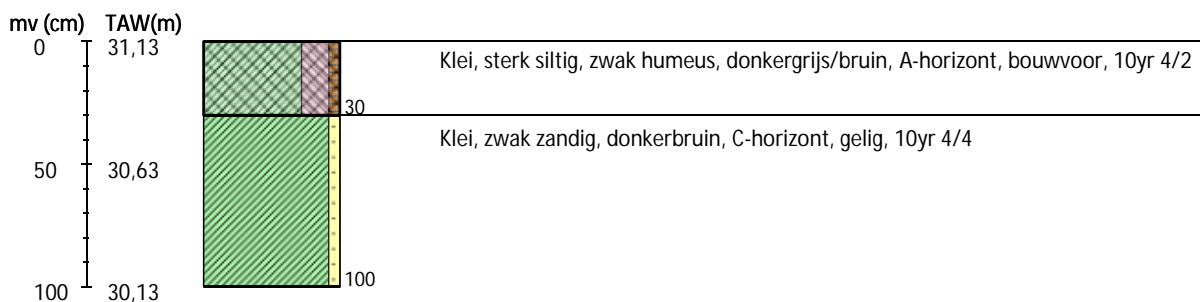 mv (cm) TAW(m)
0 31,13
Klei, sterk siltig, zwak humeus, donkergrijs/bruin, A-horizont, bouwvoor, 10yr 4/2
30
Klei, zwak zandig, donkerbruin, C-horizont, gelig, 10yr 4/4
50 30,63
100
100 30,13